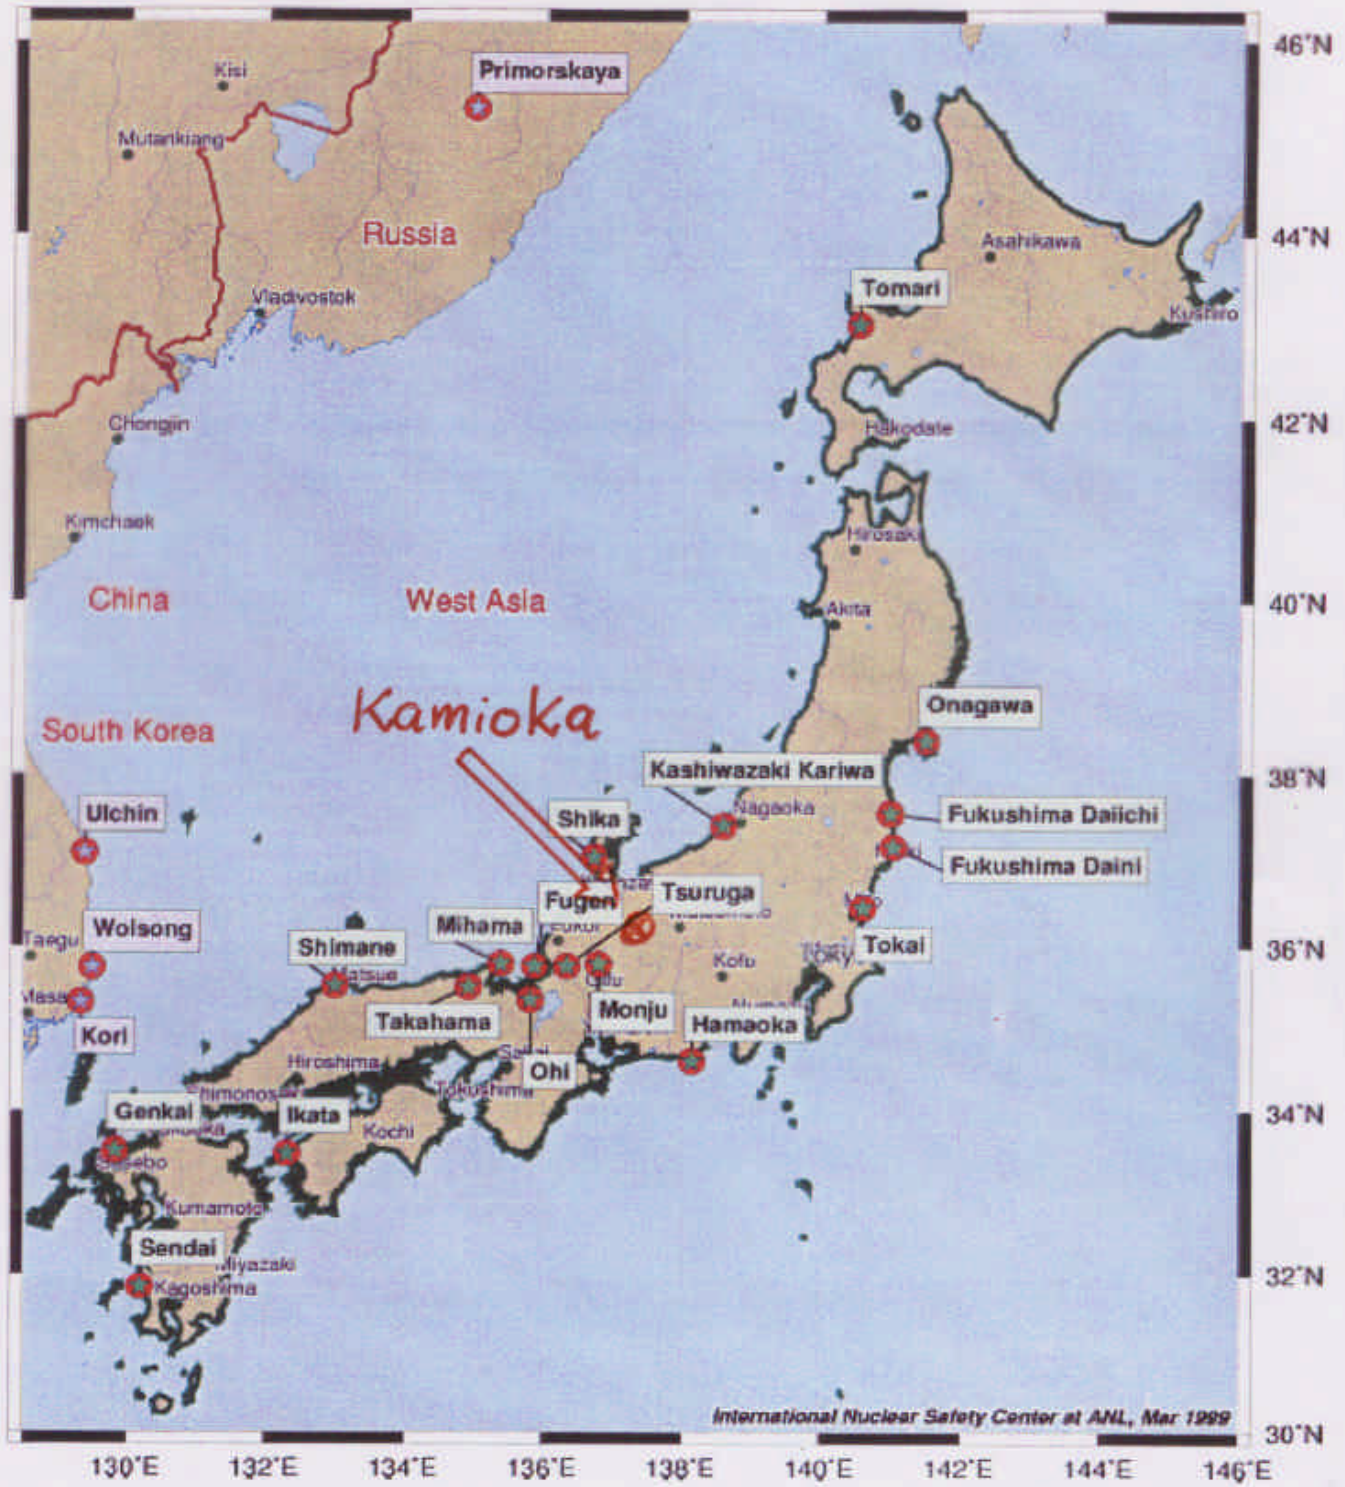 46°N
Primorskaya
Kisi
Mutankiang
Russia
44°N
Asahikawa
Vladivostok
Tomari
Kushiro
42°N
Chongjin
Hakodate
Kimchaek
Hirosaki
China
West Asia
40°N
Akita
Kamioka
South Korea
Onagawa
Kashiwazaki Kariwa
38°N
Nagaoka
Ulchin
Shika
Fukushima Daiichi
Fukushima Daini
Fugen
Tsuruga
Mihama
Wolsong
Taegu
Shimane
Matsue
36°N
Tokai
Kofu
Masa
Takahama
Monju
Hamaoka
Kori
Hiroshima
Ohi
Tokushima
34°N
Genkai
Ikata
Kochi
Kumamoto
Sendai
Miyazaki
32°N
Kagoshima
International Nuclear Safety Center at ANL, Mar 1999
30°N
130°E 132°E 134°E 136°E 138°E 140°E 142°E 144°E 146°E